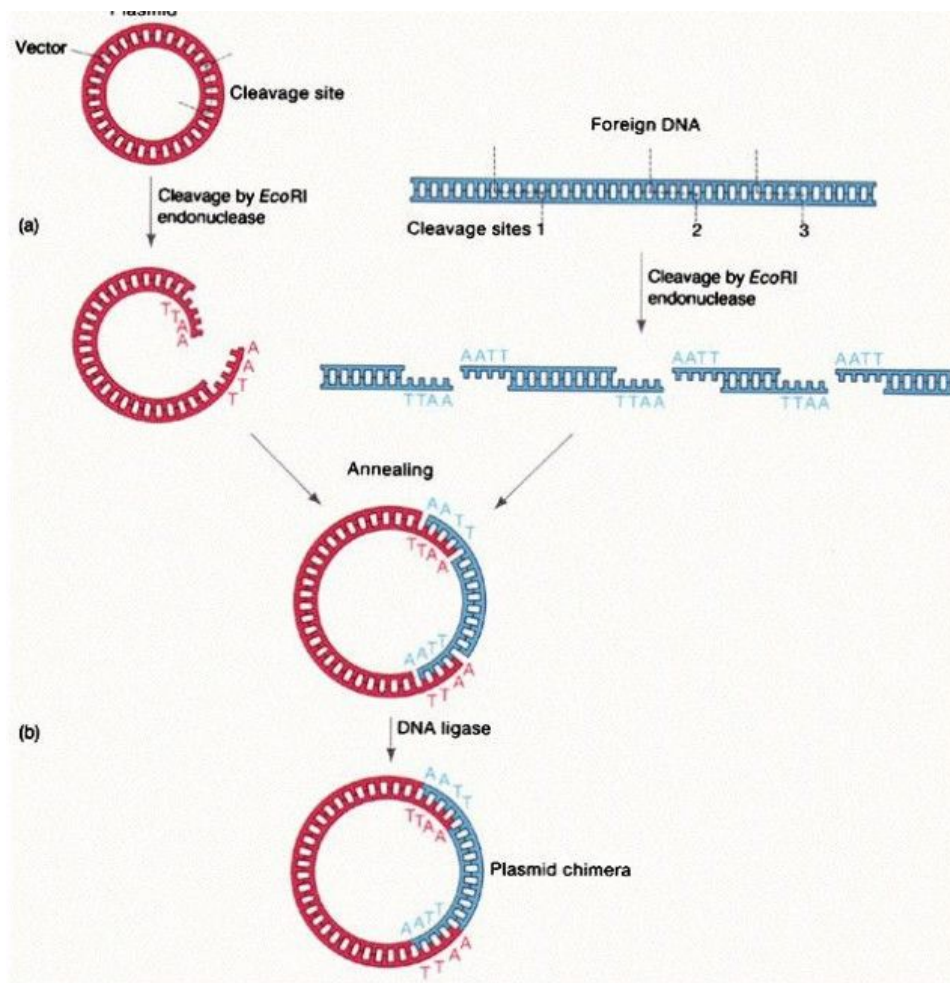 Plasmid
Vector
Cleavage site
Foreign DNA
Cleavage by EcoRI
endonuclease
(a)
Cleavage sites 1
2
3
Cleavage by EcoRI
endonuclease
TTAA
AATT
AATT
TTAA
AATT
TTAA
AATT
TTAA
TTAA
Annealing
AATT
TTAA
AATT
TTAA
(b)
DNA ligase
AATT
TTAA
Plasmid chimera
AATT
TTAA